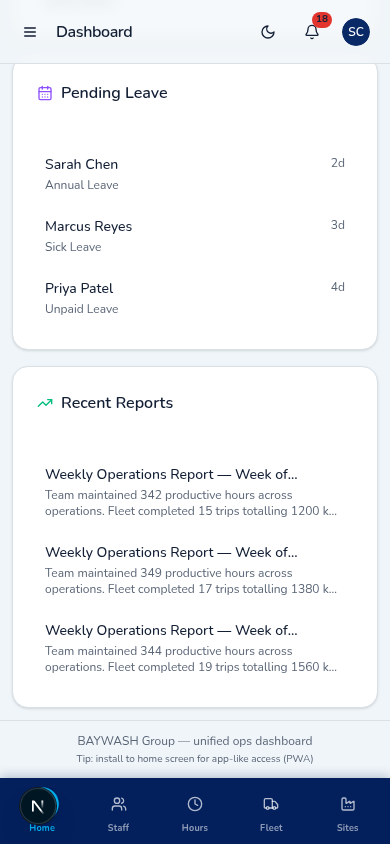 Dashboard
18
SC
Pending Leave
Sarah Chen
2d
Annual Leave
Marcus Reyes
3d
Sick Leave
Priya Patel
4d
Unpaid Leave
Recent Reports
Weekly Operations Report — Week of...
Team maintained 342 productive hours across
operations. Fleet completed 15 trips totalling 1200 k...
Weekly Operations Report — Week of...
Team maintained 349 productive hours across
operations. Fleet completed 17 trips totalling 1380 k...
Weekly Operations Report — Week of...
Team maintained 344 productive hours across
operations. Fleet completed 19 trips totalling 1560 k...
BAYWASH Group — unified ops dashboard
Tip: install to home screen for app-like access (PWA)
N
Home
Staff
Hours
Fleet
Sites